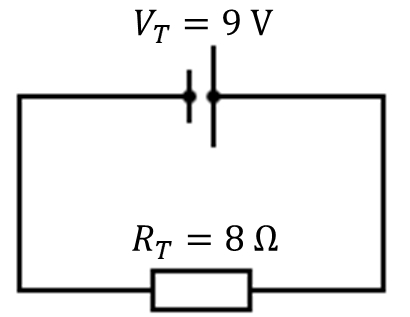 V_T = 9 V
R_T = 8 Ω